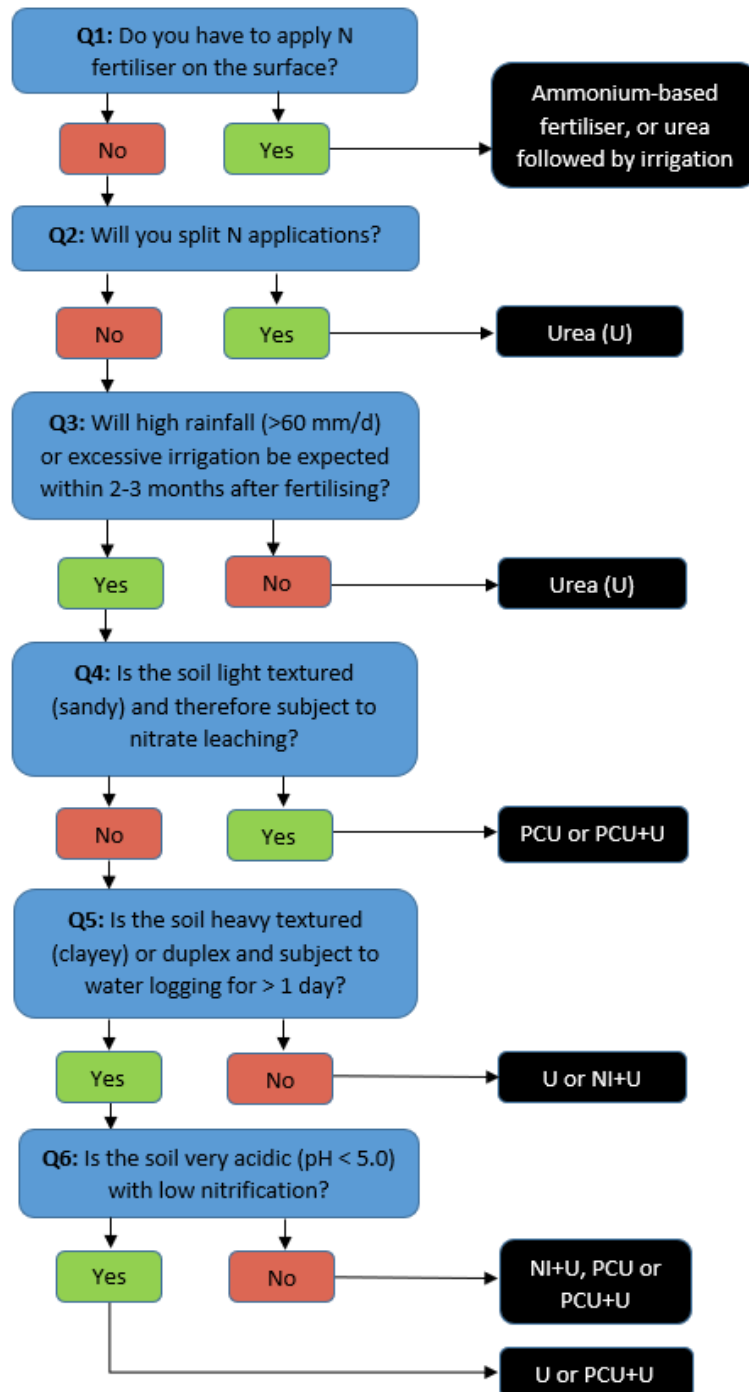 Q1: Do you have to apply N
fertiliser on the surface?
No
Yes
Ammonium-based
fertiliser, or urea
followed by irrigation
Q2: Will you split N applications?
No
Yes
Urea (U)
Q3: Will high rainfall (>60 mm/d)
or excessive irrigation be expected
within 2-3 months after fertilising?
Yes
No
Urea (U)
Q4: Is the soil light textured
(sandy) and therefore subject to
nitrate leaching?
No
Yes
PCU or PCU+U
Q5: Is the soil heavy textured
(clayey) or duplex and subject to
water logging for > 1 day?
Yes
No
U or NI+U
Q6: Is the soil very acidic (pH < 5.0)
with low nitrification?
Yes
No
NI+U, PCU or
PCU+U
U or PCU+U